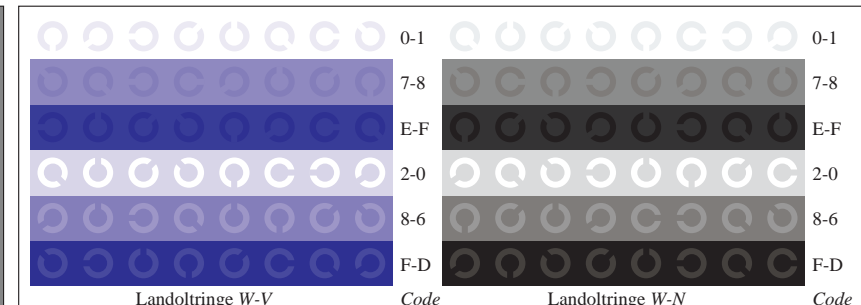 0-1 0-1
7-8 7-8
E-F E-F
2-0 2-0
8-6 8-6
F-D F-D
Landoltringe W-V Code Landoltringe W-N Code